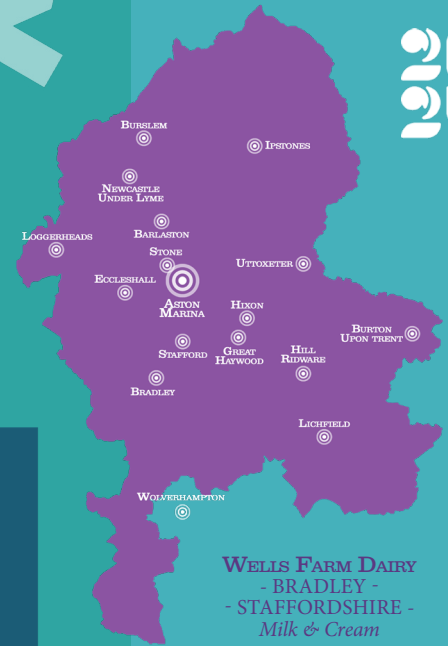 BURSLEM
IPSTONES
NEWCASTLE
UNDER LYME
BARLASTON
LOGGERHEADS
STONE
UTTOXETER
ECCLESHALL
ASTON
MARINA
HIXON
BURTON
UPON TRENT
STAFFORD
GREAT
HAYWOOD
HILL
RIDWARE
BRADLEY
LICHFIELD
WOLVERHAMPTON
WELLS FARM DAIRY
- BRADLEY -
- STAFFORDSHIRE -
Milk & Cream